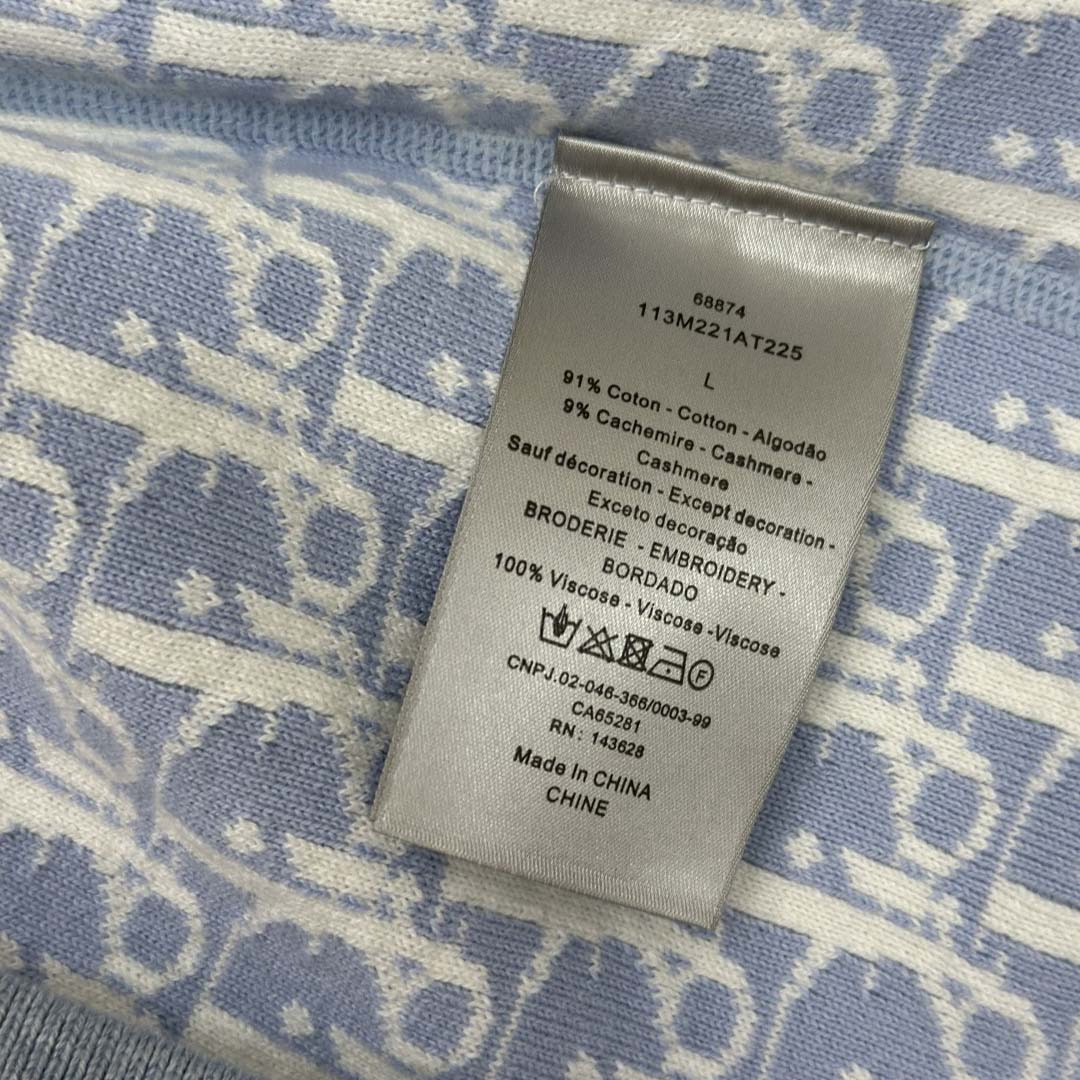 68874
113M221AT225
L
91% Coton - Cotton - Algodão
9% Cachemire - Cashmere -
Cashmere
Sauf décoration - Except decoration -
Exceto decoração
BRODERIE - EMBROIDERY -
BORDADO
100% Viscose - Viscose -Viscose
F
CNPJ.02-046-366/0003-99
CA65281
RN: 143628
Made In CHINA
CHINE